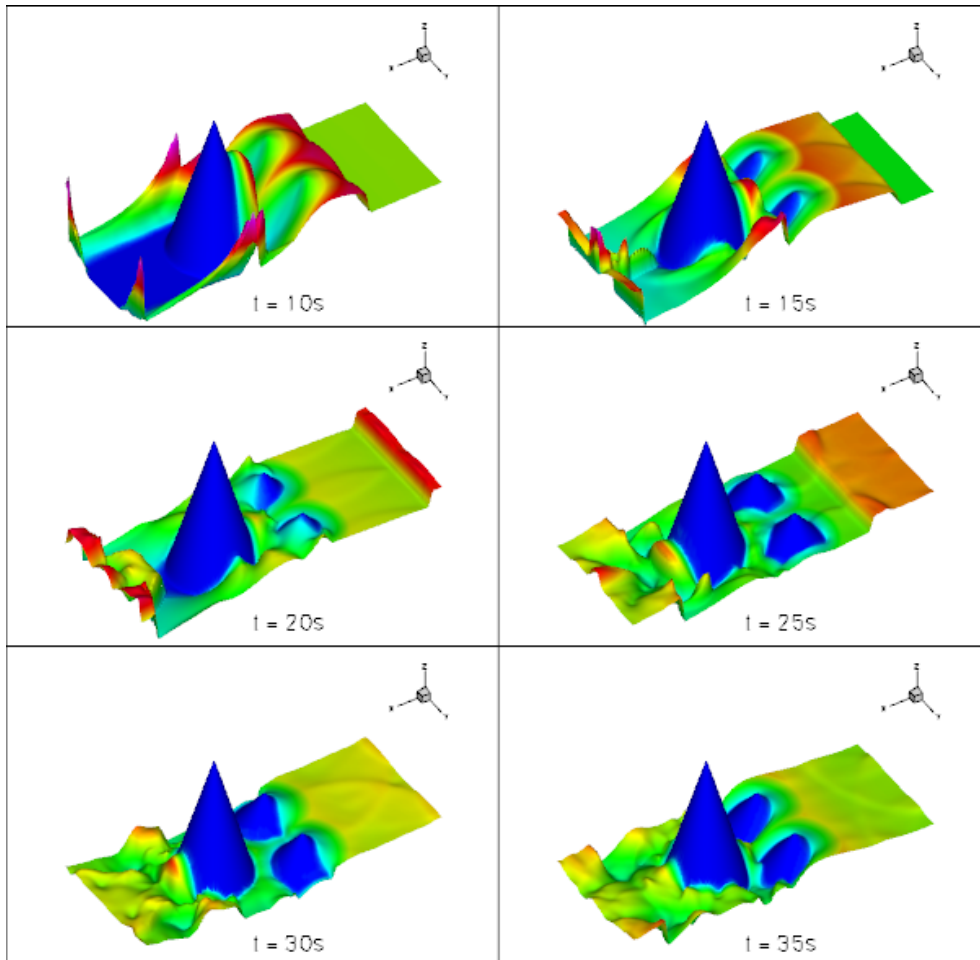 z
x
y
t = 10s
z
x
y
t = 15s
z
x
y
t = 20s
z
x
y
t = 25s
z
x
y
t = 30s
z
x
y
t = 35s